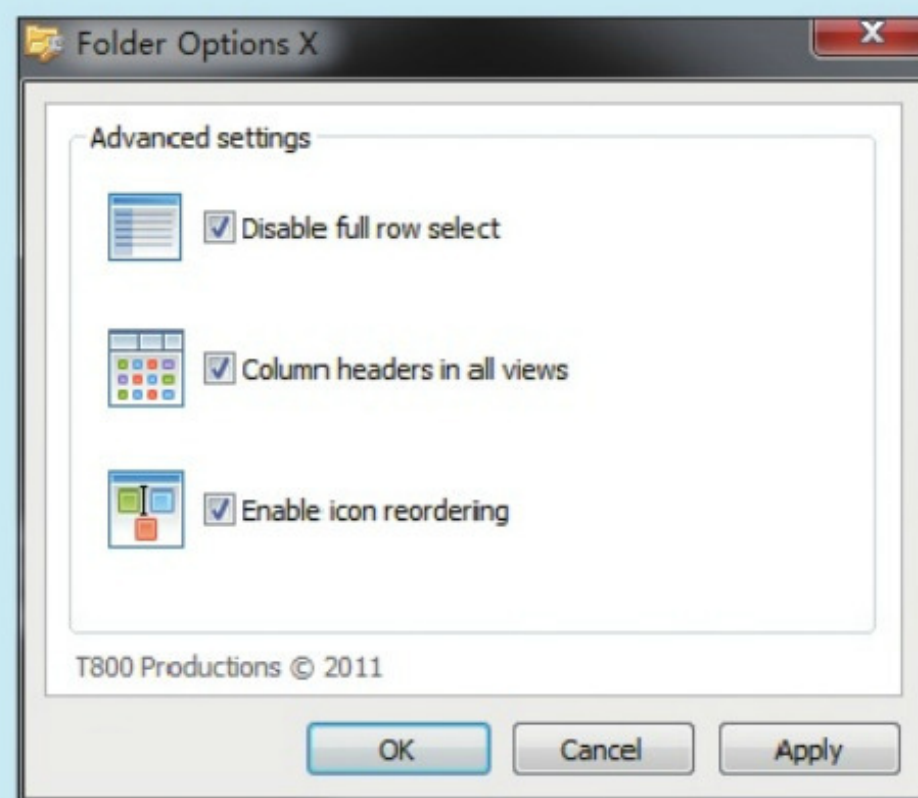 Folder Options X
Advanced settings
Disable full row select
Column headers in all views
Enable icon reordering
T800 Productions © 2011
OK Cancel Apply